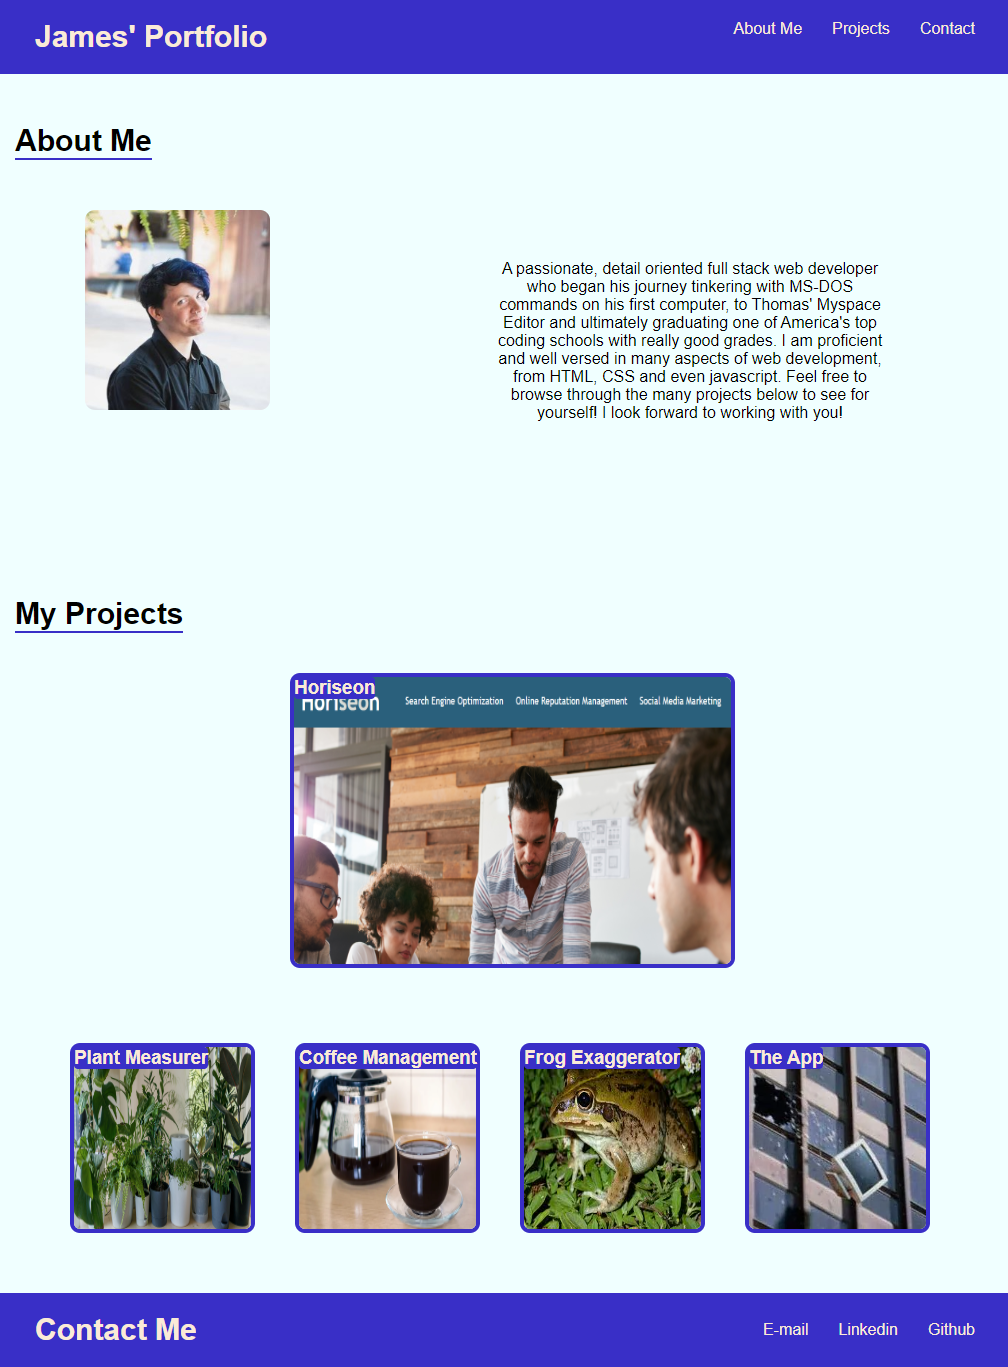 James' Portfolio
About Me Projects Contact
About Me
A passionate, detail oriented full stack web developer
who began his journey tinkering with MS-DOS
commands on his first computer, to Thomas' Myspace
Editor and ultimately graduating one of America's top
coding schools with really good grades. I am proficient
and well versed in many aspects of web development,
from HTML, CSS and even javascript. Feel free to
browse through the many projects below to see for
yourself! I look forward to working with you!
My Projects
Horiseon
Horiseon Search Engine Optimization Online Reputation Management Social Media Marketing
Plant Measurer
Coffee Management
Frog Exaggerator
The App
Contact Me
E-mail Linkedin Github